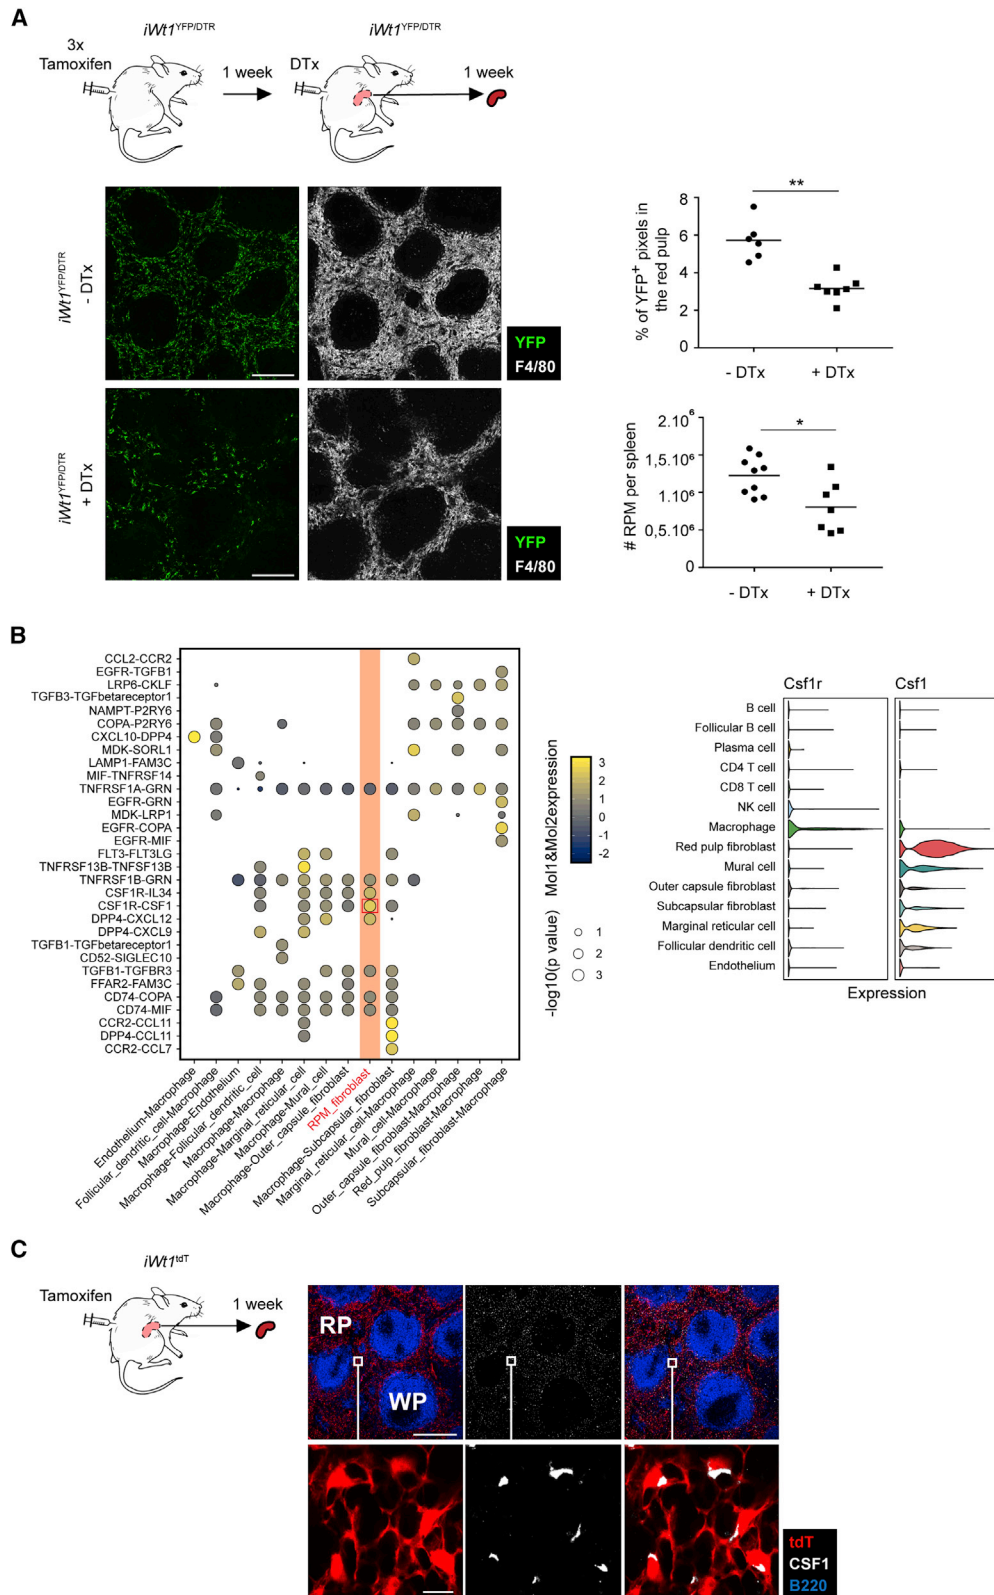 A
iWt1YFP/DTR
iWt1YFP/DTR
3x
Tamoxifen
1 week
DTx
1 week
iWt1YFP/DTR
- DTx
YFP
F4/80
iWt1YFP/DTR
+ DTx
YFP
F4/80
% of YFP+ pixels in
the red pulp
8
6
4
2
0
**
- DTx
+ DTx
# RPM per spleen
2.10⁶
1,5.10⁶
1.10⁶
0,5.10⁶
0
*
- DTx
+ DTx
B
CCL2-CCR2
EGFR-TGFB1
LRP6-CKLF
TGFB3-TGFbetareceptor1
NAMPT-P2RY6
COPA-P2RY6
CXCL10-DPP4
MDK-SORL1
LAMP1-FAM3C
MIF-TNFRSF14
TNFRSF1A-GRN
EGFR-GRN
MDK-LRP1
EGFR-COPA
EGFR-MIF
FLT3-FLT3LG
TNFRSF13B-TNFSF13B
TNFRSF1B-GRN
CSF1R-IL34
CSF1R-CSF1
DPP4-CXCL12
DPP4-CXCL9
TGFB1-TGFbetareceptor1
CD52-SIGLEC10
TGFB1-TGFBR3
FFAR2-FAM3C
CD74-COPA
CD74-MIF
CCR2-CCL11
DPP4-CCL11
CCR2-CCL7
Endothelium-Macrophage
Follicular_dendritic_cell-Macrophage
Macrophage-Endothelium
Macrophage-Follicular_dendritic_cell
Macrophage-Macrophage
Macrophage-Marginal_reticular_cell
Macrophage-Mural_cell
Macrophage-Outer_capsule_fibroblast
RPM_fibroblast
Macrophage-Subcapsular_fibroblast
Marginal_reticular_cell-Macrophage
Mural_cell-Macrophage
Outer_capsule_fibroblast-Macrophage
Red_pulp_fibroblast-Macrophage
Subcapsular_fibroblast-Macrophage
Mol1&Mol2expression
3
2
1
0
-1
-2
-log10(p value)
1
2
3
Csf1r
Csf1
B cell
Follicular B cell
Plasma cell
CD4 T cell
CD8 T cell
NK cell
Macrophage
Red pulp fibroblast
Mural cell
Outer capsule fibroblast
Subcapsular fibroblast
Marginal reticular cell
Follicular dendritic cell
Endothelium
Expression
C
iWt1tdT
Tamoxifen
1 week
RP
WP
tdT
CSF1
B220